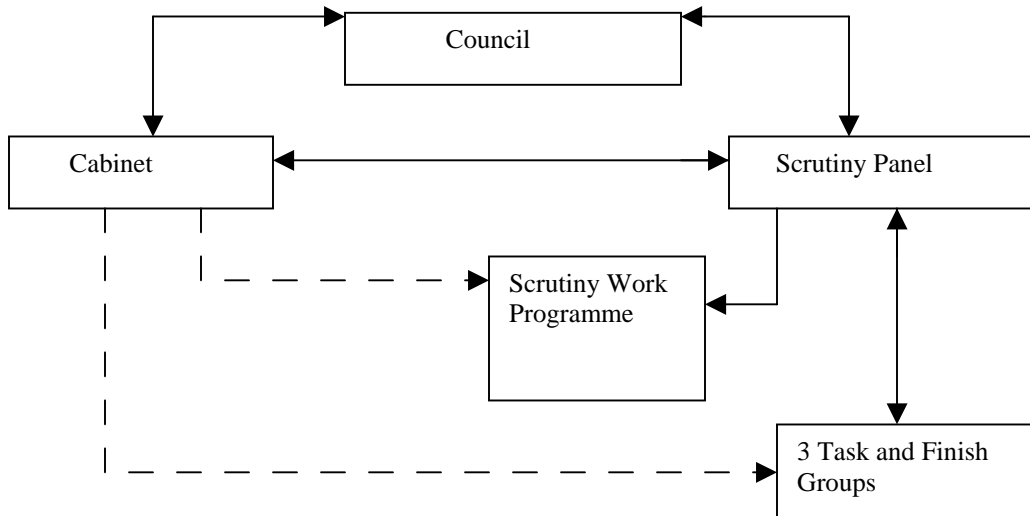 Council
Cabinet
Scrutiny Panel
Scrutiny Work
Programme
3 Task and Finish
Groups